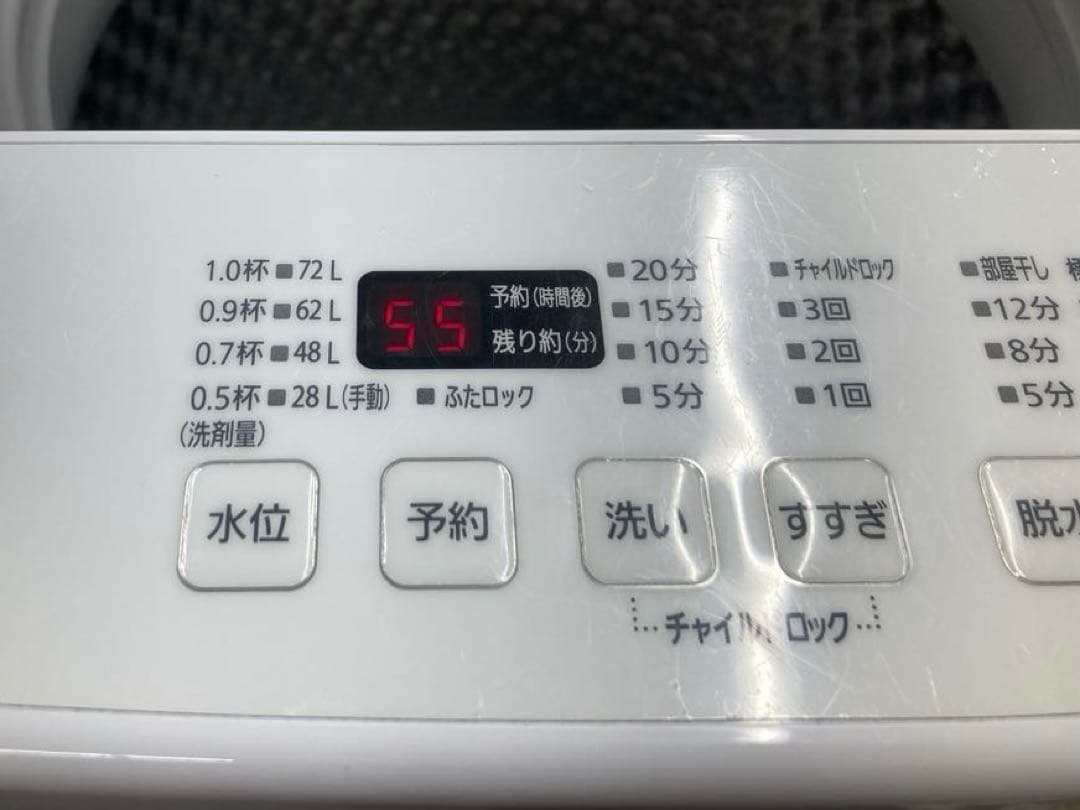 1.0杯 72L
0.9杯 62L
0.7杯 48L
0.5杯 28L(手動)
(洗剤量)
55
予約(時間後)
残り約(分)
ふたロック
20分
15分
10分
5分
チャイルドロック
3回
2回
1回
部屋干し
12分
8分
5分
水位
予約
洗い
すすぎ
チャイルドロック